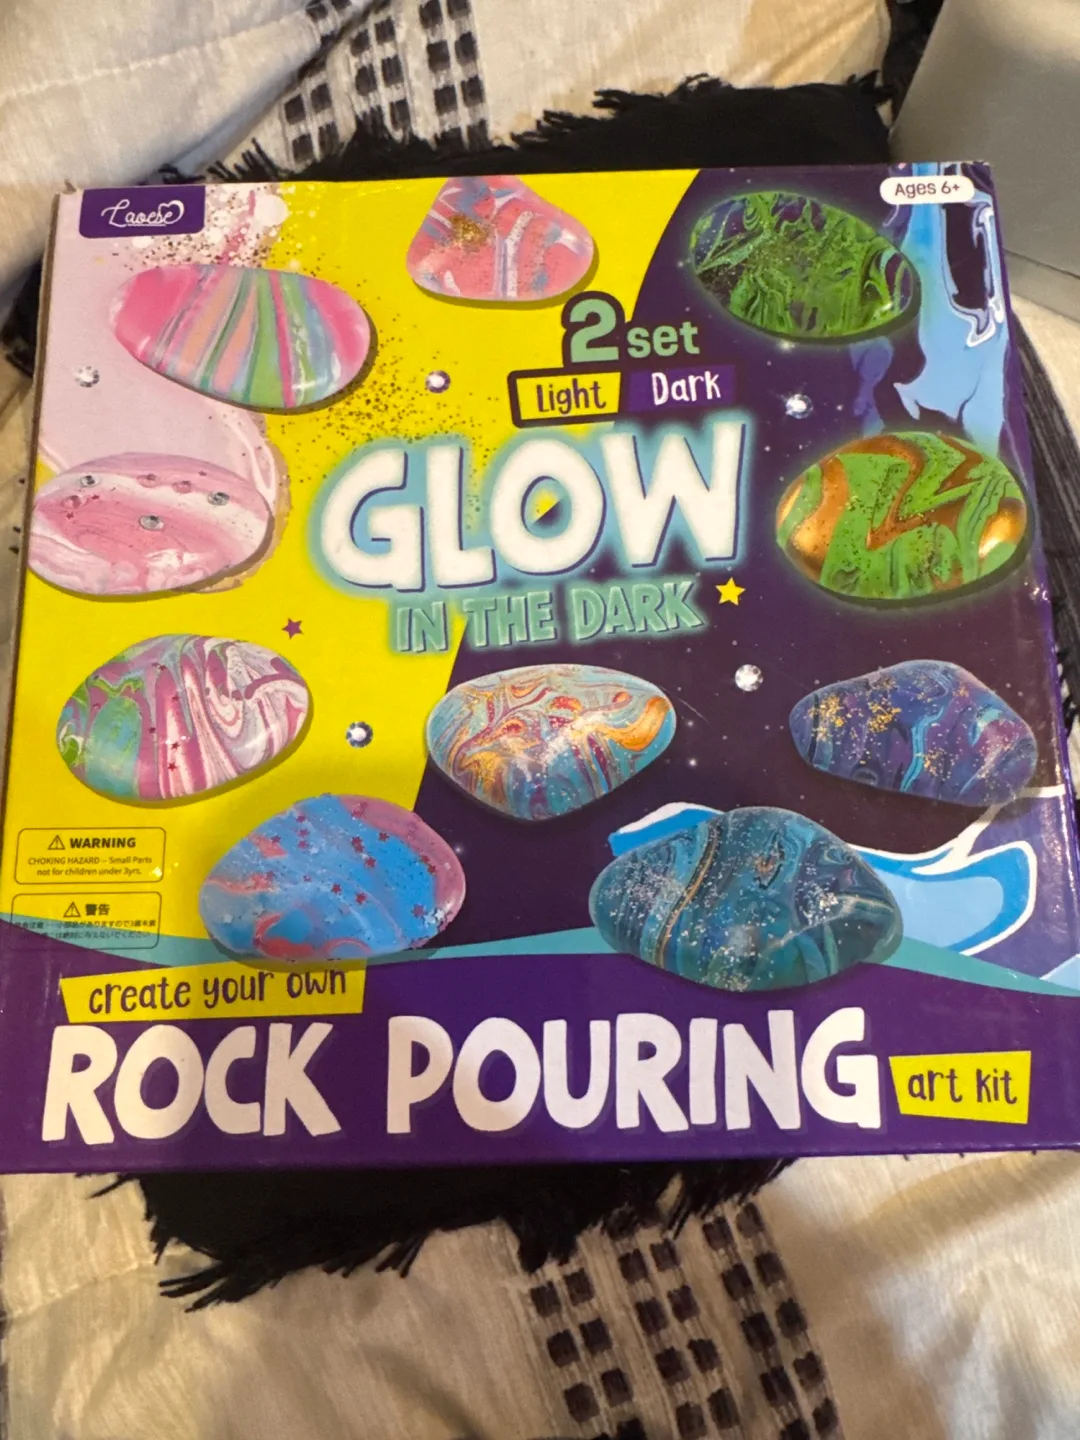 Laoebe
Ages 6+
2 set
Light Dark
GLOW
IN THE DARK
⚠ WARNING
CHOKING HAZARD-- Small Parts
not for children under 3yrs.
⚠ 警告
create your own
ROCK POURING
art kit